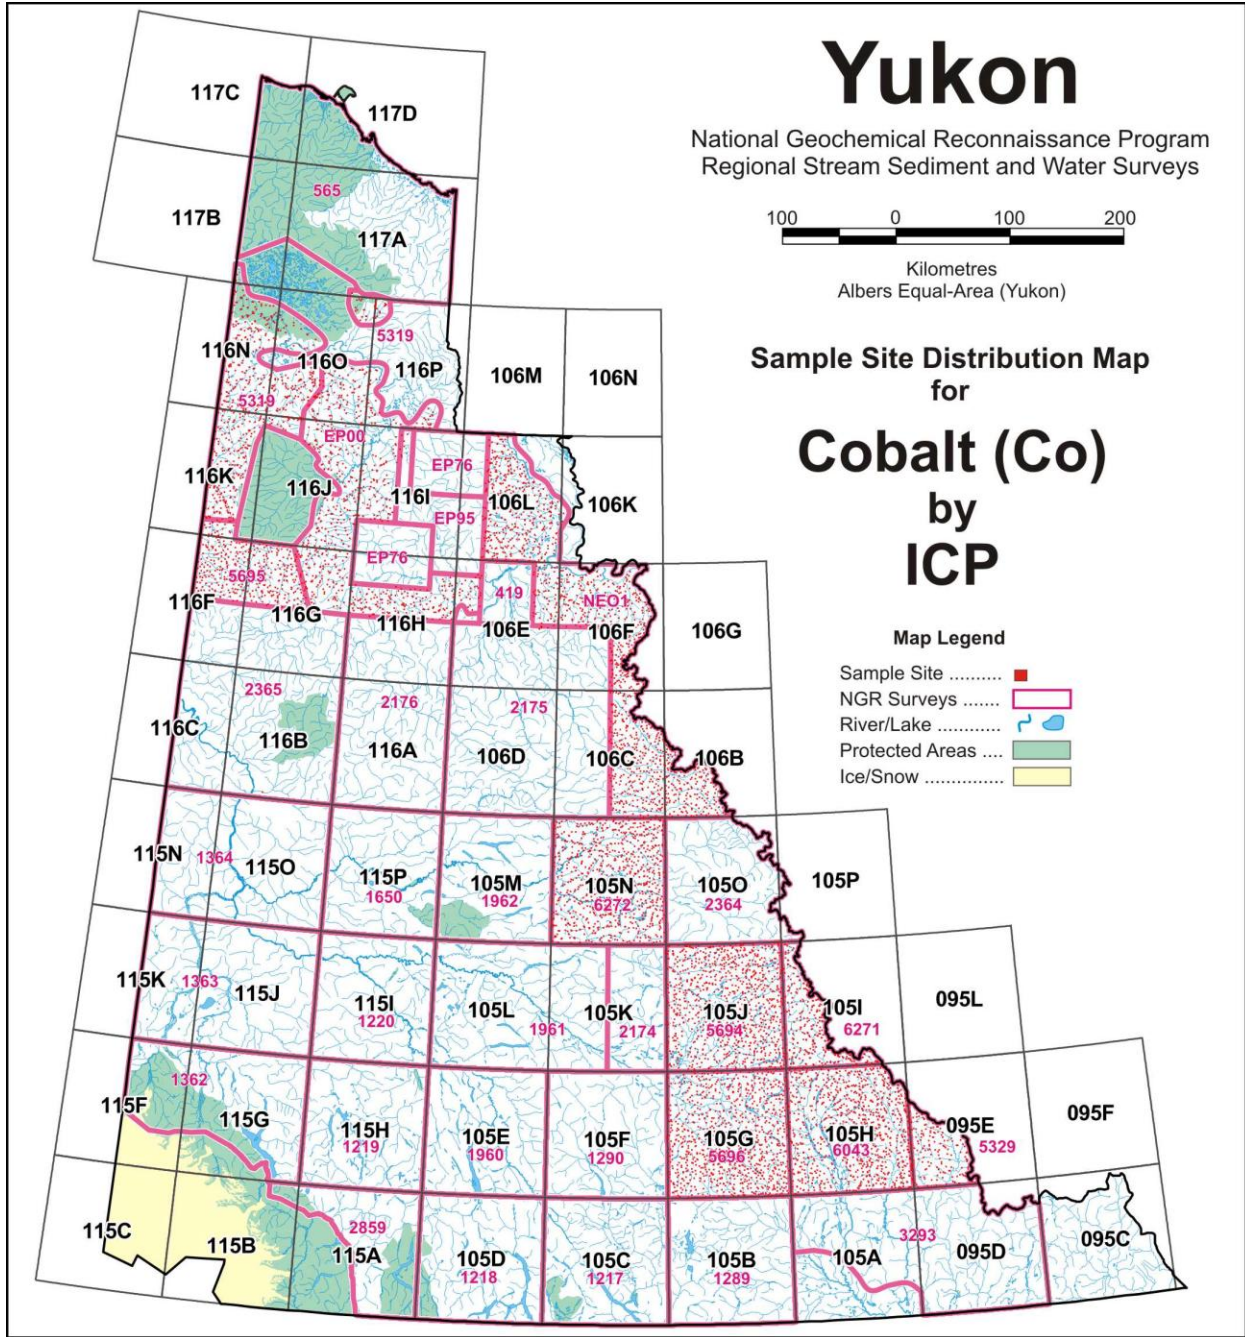 Yukon
National Geochemical Reconnaissance Program
Regional Stream Sediment and Water Surveys
100 0 100 200
Kilometres
Albers Equal-Area (Yukon)
Sample Site Distribution Map
for
Cobalt (Co)
by
ICP
Map Legend
Sample Site ..........
NGR Surveys .......
River/Lake ............
Protected Areas ....
Ice/Snow ...............
117C
117D
565
117B
117A
5319
116N
116O
116P
106M
106N
5319
EP00
EP76
116K
116J
116I
106L
106K
EP95
EP76
5695
419
NEO1
116F
116G
116H
106E
106F
106G
2365
2176
2175
116C
116B
116A
106D
106C
106B
115N
1364
115O
115P
1650
105M
1962
105N
6272
105O
2364
105P
115K
1363
115J
115I
1220
105L
1961
105K
2174
105J
5694
105I
6271
095L
1362
115F
115G
115H
1219
105E
1960
105F
1290
105G
5696
105H
6043
095E
5329
095F
115C
115B
2859
115A
105D
1218
105C
1217
105B
1289
105A
3293
095D
095C